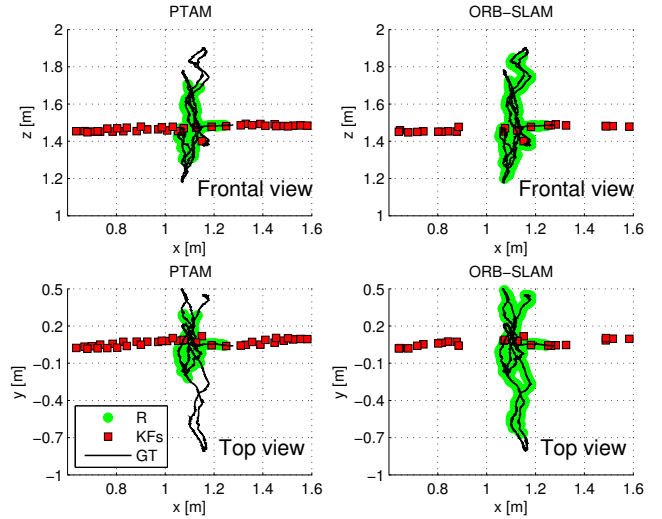 PTAM
ORB-SLAM
2
1.8
1.6
1.4
1.2
1
z [m]
Frontal view
0.8 1 1.2 1.4 1.6
x [m]
2
1.8
1.6
1.4
1.2
1
z [m]
Frontal view
0.8 1 1.2 1.4 1.6
x [m]
PTAM
ORB-SLAM
0.5
0.2
-0.1
-0.4
-0.7
-1
y [m]
R
KFs
GT
Top view
0.8 1 1.2 1.4 1.6
x [m]
0.5
0.2
-0.1
-0.4
-0.7
-1
y [m]
Top view
0.8 1 1.2 1.4 1.6
x [m]